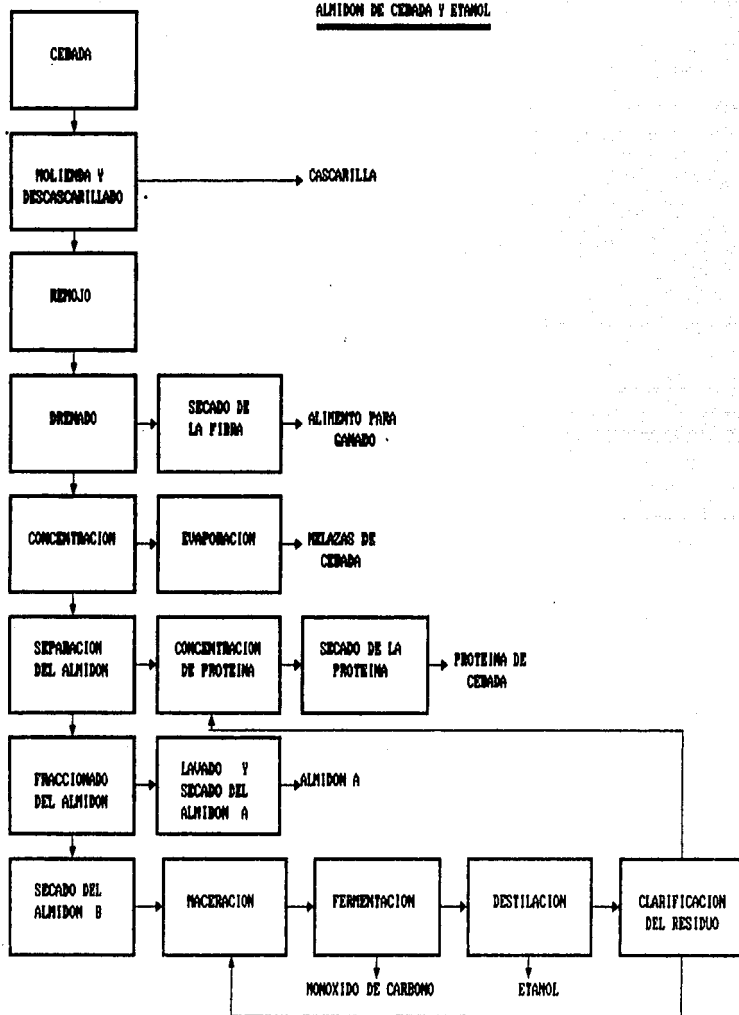 ALMIDON DE CEBADA Y ETANOL
CEBADA
MOLIENDA Y
DESCASCARILLADO
CASCARILLA
REMOJO
DRENADO
SECADO DE
LA FIBRA
ALIMENTO PARA
GANADO
CONCENTRACION
EVAPORACION
MELAZAS DE
CEBADA
SEPARACION
DEL ALMIDON
CONCENTRACION
DE PROTEINA
SECADO DE LA
PROTEINA
PROTEINA DE
CEBADA
FRACCIONADO
DEL ALMIDON
LAVADO Y
SECADO DEL
ALMIDON A
ALMIDON A
SECADO DEL
ALMIDON B
MACERACION
FERMENTACION
DESTILACION
CLARIFICACION
DEL RESIDUO
MONOXIDO DE CARBONO
ETANOL